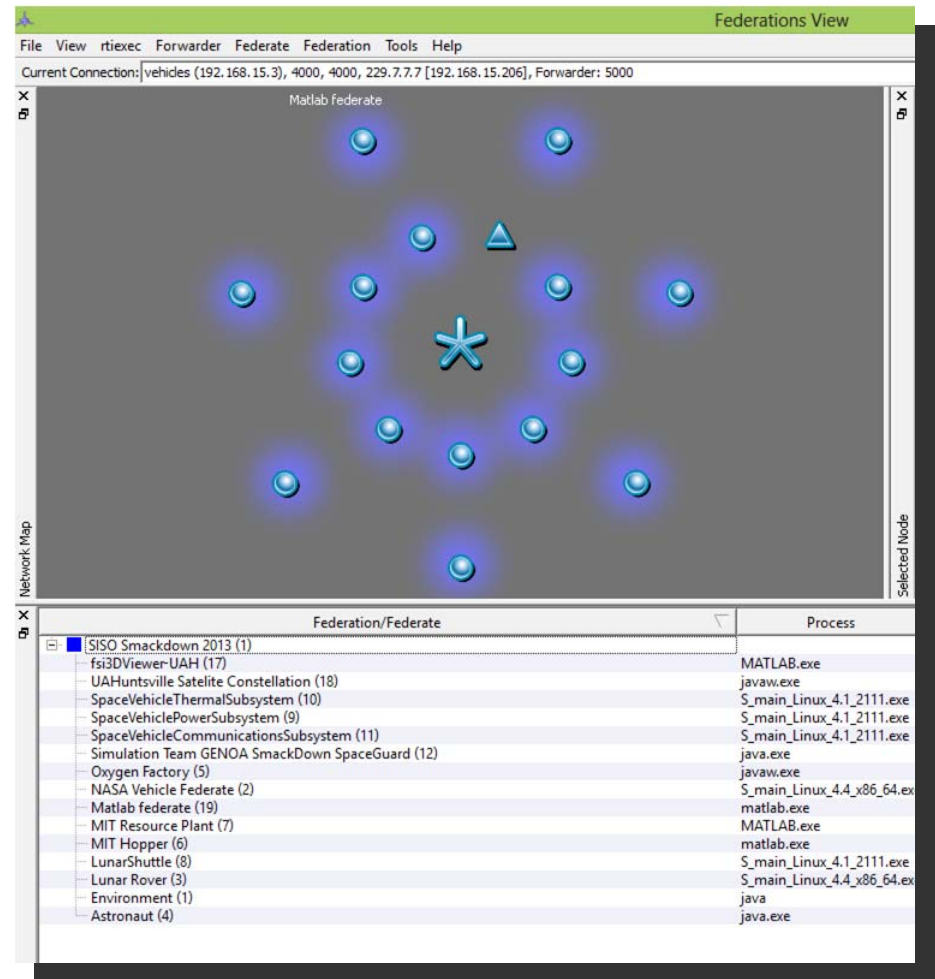 Federations View
File View rtiexec Forwarder Federate Federation Tools Help
Current Connection: vehicles (192.168.15.3), 4000, 4000, 229.7.7.7 [192.168.15.206], Forwarder: 5000
Matlab federate
Network Map
Selected Node
Federation/Federate Process
SISO Smackdown 2013 (1)
fsi3DViewer-UAH (17) MATLAB.exe
UAHuntsville Satelite Constellation (18) javaw.exe
SpaceVehicleThermalSubsystem (10) S_main_Linux_4.1_2111.exe
SpaceVehiclePowerSubsystem (9) S_main_Linux_4.1_2111.exe
SpaceVehicleCommunicationsSubsystem (11) S_main_Linux_4.1_2111.exe
Simulation Team GENOA SmackDown SpaceGuard (12) java.exe
Oxygen Factory (5) javaw.exe
NASA Vehicle Federate (2) S_main_Linux_4.4_x86_64.ex
Matlab federate (19) matlab.exe
MIT Resource Plant (7) MATLAB.exe
MIT Hopper (6) matlab.exe
LunarShuttle (8) S_main_Linux_4.1_2111.exe
Lunar Rover (3) S_main_Linux_4.4_x86_64.ex
Environment (1) java
Astronaut (4) java.exe